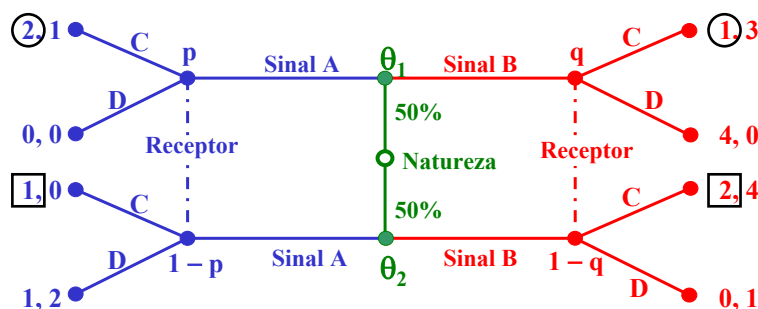 2, 1 C p Sinal A θ1 Sinal B q C 1, 3
D 50% D
0, 0 4, 0
Receptor Natureza Receptor
1, 0 C 50% C 2, 4
D 1 – p Sinal A θ2 Sinal B 1 – q D
1, 2 0, 1